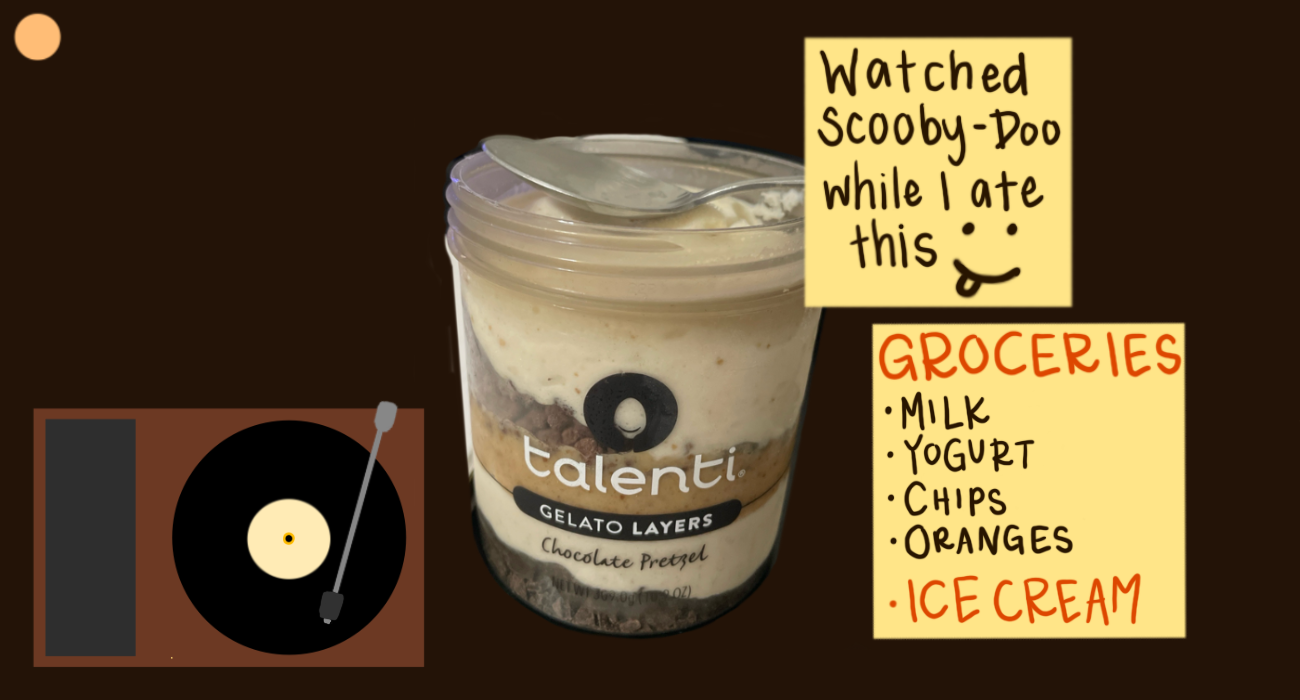 Watched
Scooby-Doo
while I ate
this
GROCERIES
• MILK
• YOGURT
• CHIPS
• ORANGES
• ICE CREAM
talenti®
GELATO LAYERS
Chocolate Pretzel